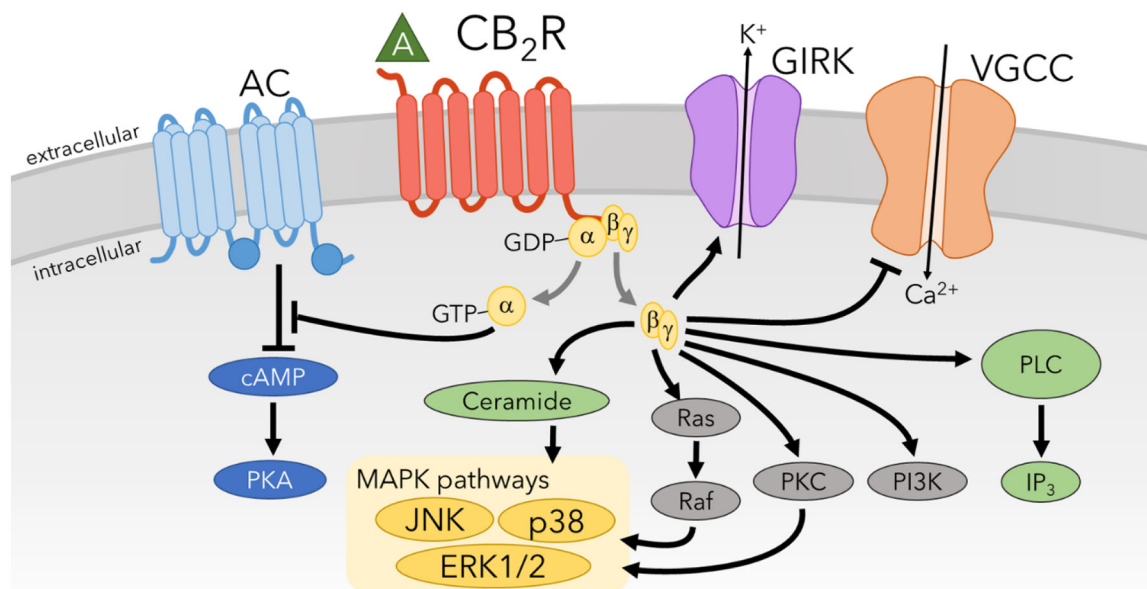 A
CB₂R
AC
K⁺
GIRK
VGCC
extracellular
intracellular
GDP
α
β
γ
GTP
α
β
γ
Ca²⁺
cAMP
PKA
Ceramide
Ras
Raf
PKC
PI3K
PLC
IP₃
MAPK pathways
JNK
p38
ERK1/2